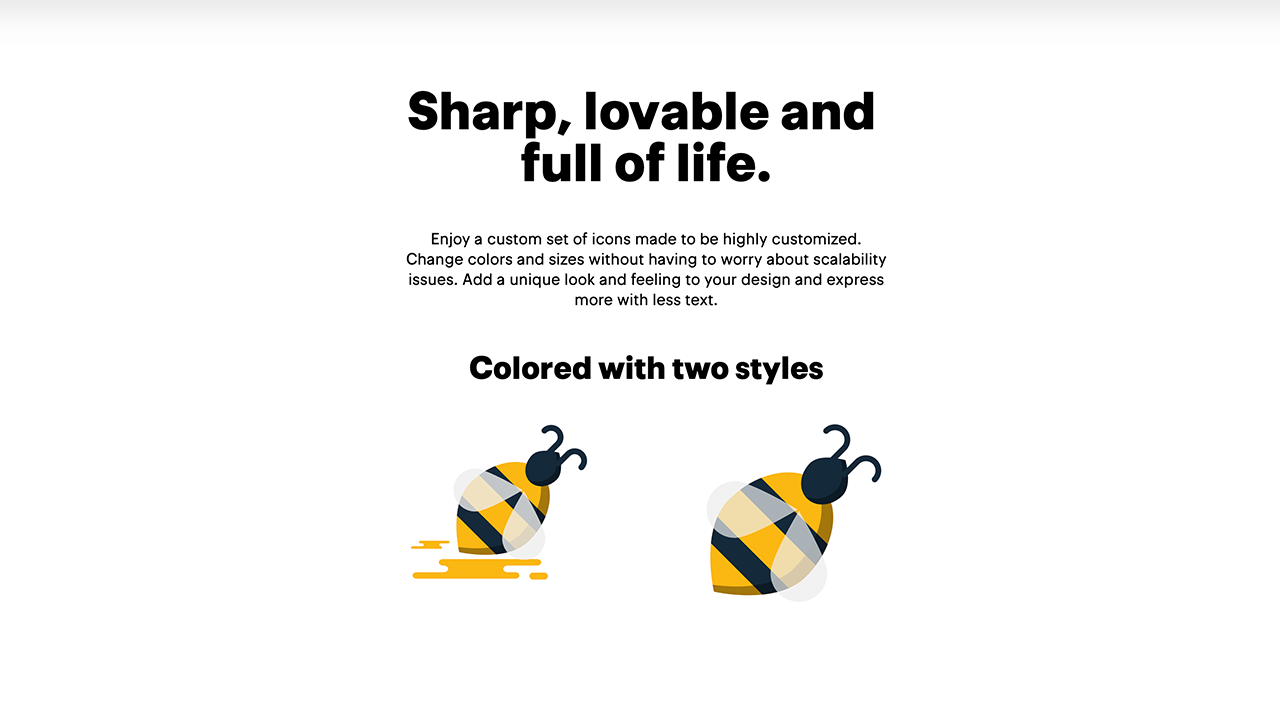 Sharp, lovable and
full of life.
Enjoy a custom set of icons made to be highly customized.
Change colors and sizes without having to worry about scalability
issues. Add a unique look and feeling to your design and express
more with less text.
Colored with two styles